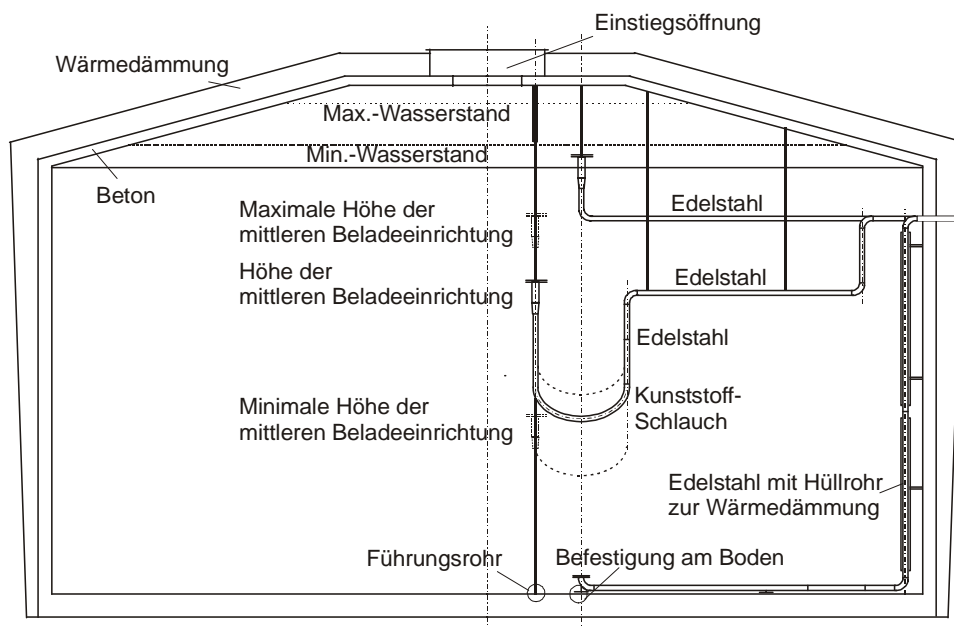 Einstiegsöffnung
Wärmedämmung
Max.-Wasserstand
Min.-Wasserstand
Beton
Maximale Höhe der
mittleren Beladeeinrichtung
Edelstahl
Höhe der
mittleren Beladeeinrichtung
Edelstahl
Edelstahl
Kunststoff-
Schlauch
Minimale Höhe der
mittleren Beladeeinrichtung
Edelstahl mit Hüllrohr
zur Wärmedämmung
Führungsrohr
Befestigung am Boden